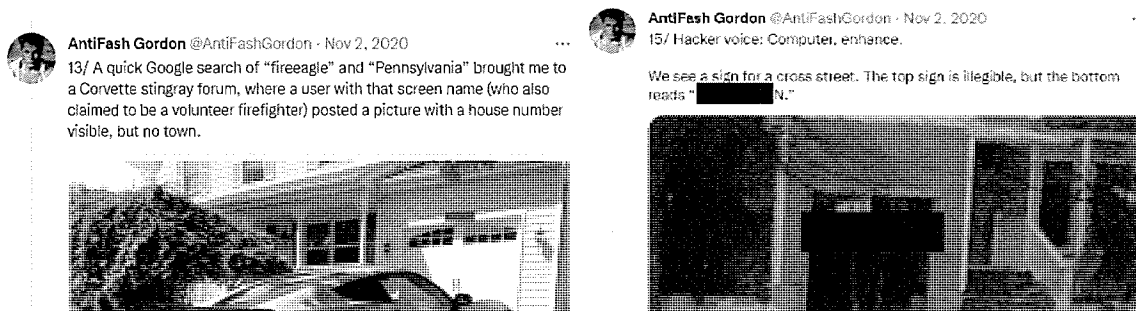 AntiFash Gordon @AntiFashGordon · Nov 2, 2020
13/ A quick Google search of “fireeagle” and “Pennsylvania” brought me to
a Corvette stingray forum, where a user with that screen name (who also
claimed to be a volunteer firefighter) posted a picture with a house number
visible, but no town.
AntiFash Gordon @AntiFashGordon · Nov 2, 2020
15/ Hacker voice: Computer, enhance.
We see a sign for a cross street. The top sign is illegible, but the bottom
reads “ N.”